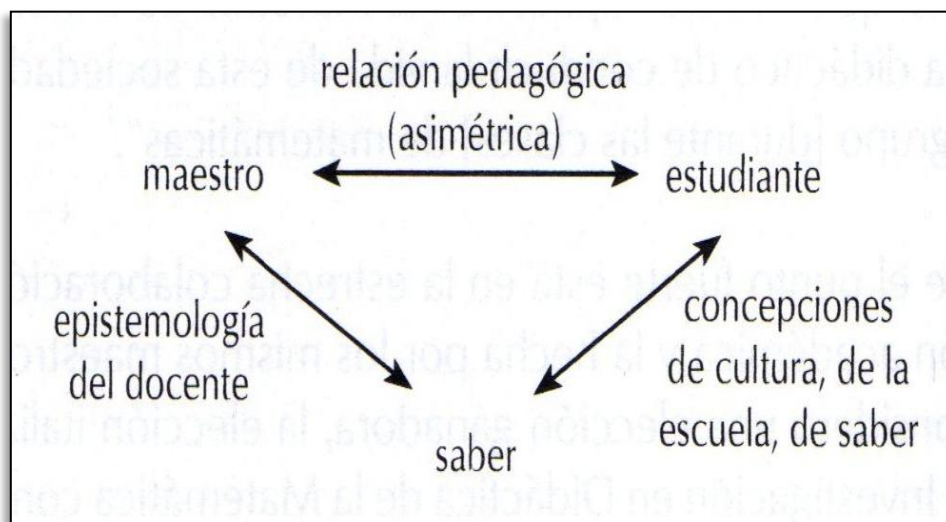 relación pedagógica
(asimétrica)
maestro
estudiante
epistemología
del docente
concepciones
de cultura, de la
escuela, de saber
saber